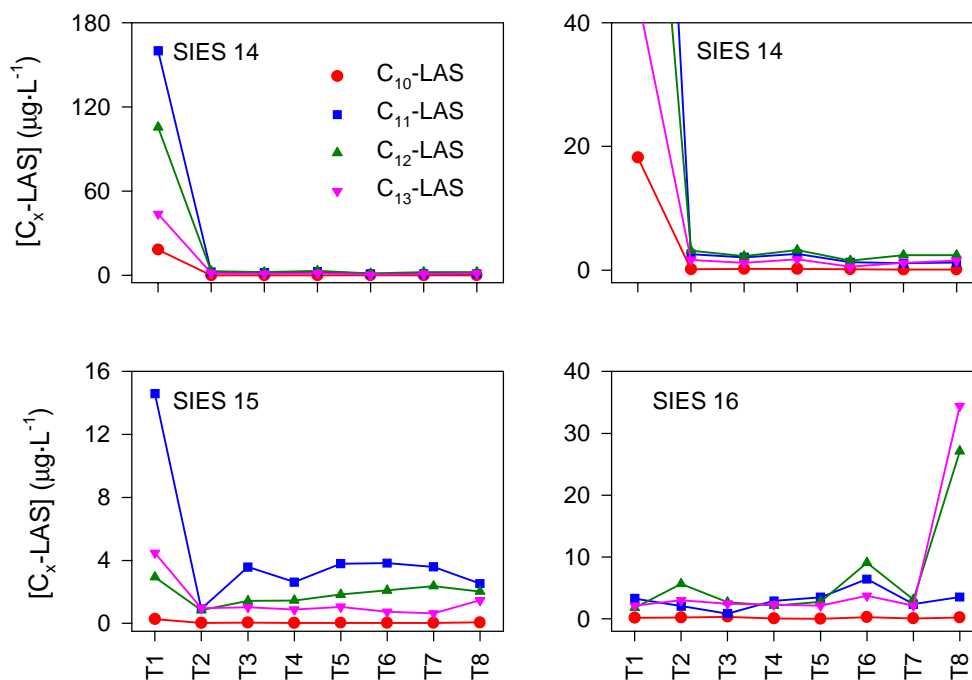 180
120
60
0
[Cx-LAS] (μg·L-1)
SIES 14
C10-LAS
C11-LAS
C12-LAS
C13-LAS
40
20
0
SIES 14
16
12
8
4
0
[Cx-LAS] (μg·L-1)
SIES 15
T1 T2 T3 T4 T5 T6 T7 T8
40
30
20
10
0
SIES 16
T1 T2 T3 T4 T5 T6 T7 T8